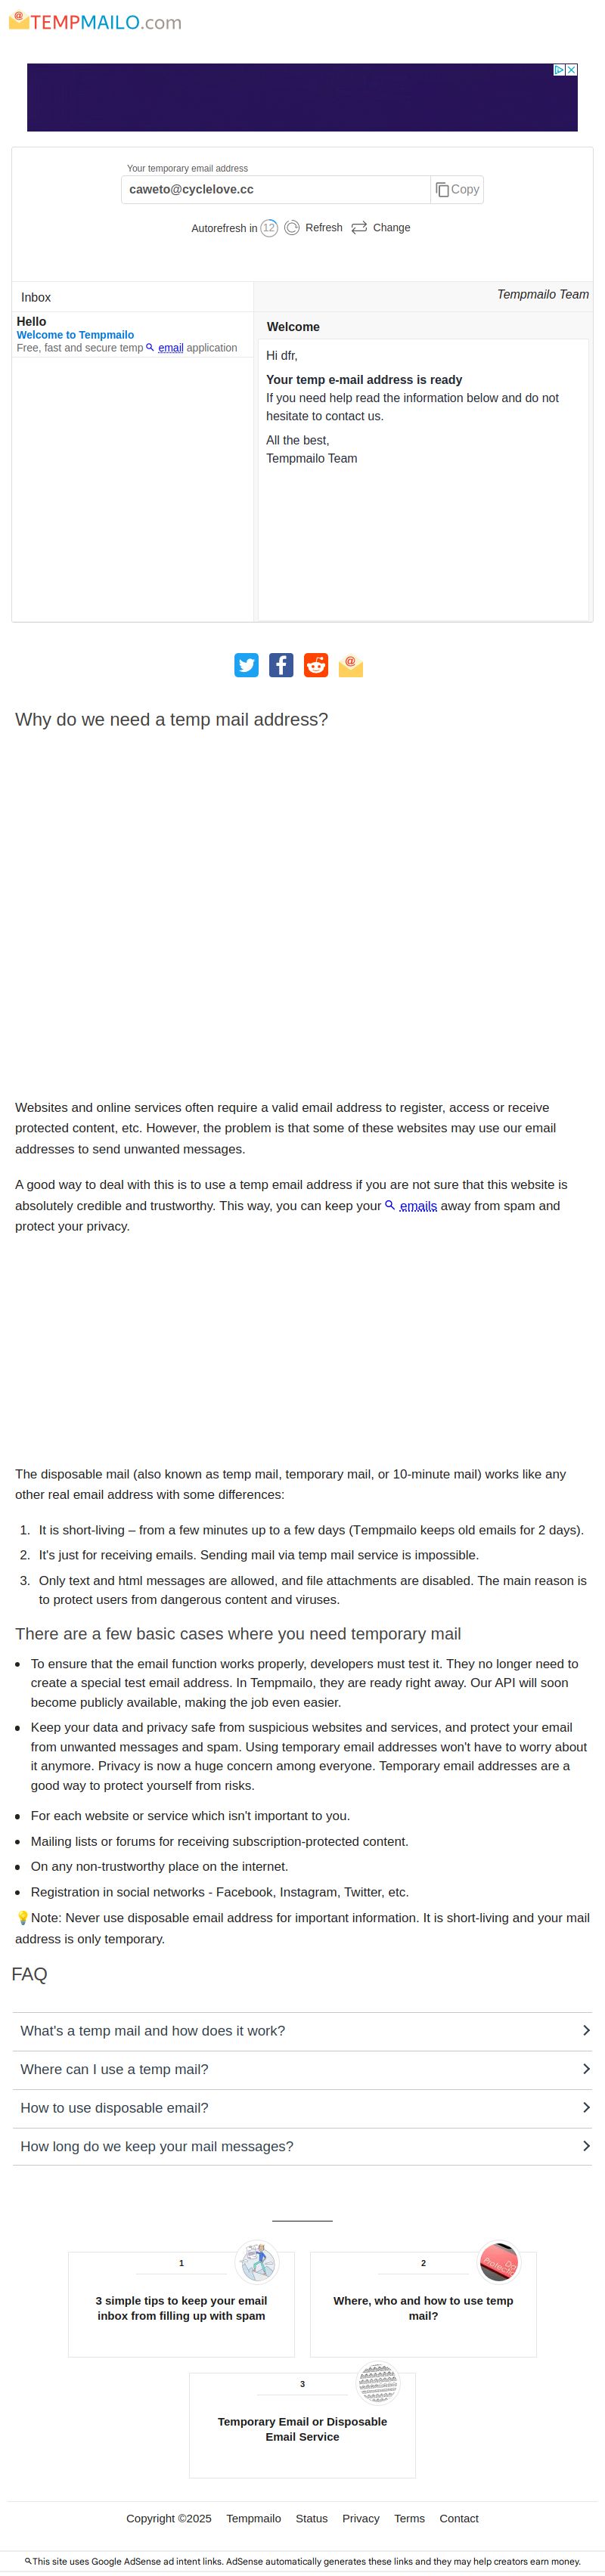 TEMPMAILO.com
Your temporary email address
caweto@cyclelove.cc
Copy
Autorefresh in 12 Refresh Change
Inbox
Tempmailo Team
Hello
Welcome to Tempmailo
Free, fast and secure temp email application
Welcome
Hi dfr,
Your temp e-mail address is ready
If you need help read the information below and do not
hesitate to contact us.
All the best,
Tempmailo Team
Why do we need a temp mail address?
Websites and online services often require a valid email address to register, access or receive
protected content, etc. However, the problem is that some of these websites may use our email
addresses to send unwanted messages.
A good way to deal with this is to use a temp email address if you are not sure that this website is
absolutely credible and trustworthy. This way, you can keep your emails away from spam and
protect your privacy.
The disposable mail (also known as temp mail, temporary mail, or 10-minute mail) works like any
other real email address with some differences:
1. It is short-living – from a few minutes up to a few days (Tempmailo keeps old emails for 2 days).
2. It's just for receiving emails. Sending mail via temp mail service is impossible.
3. Only text and html messages are allowed, and file attachments are disabled. The main reason is
to protect users from dangerous content and viruses.
There are a few basic cases where you need temporary mail
• To ensure that the email function works properly, developers must test it. They no longer need to
create a special test email address. In Tempmailo, they are ready right away. Our API will soon
become publicly available, making the job even easier.
• Keep your data and privacy safe from suspicious websites and services, and protect your email
from unwanted messages and spam. Using temporary email addresses won't have to worry about
it anymore. Privacy is now a huge concern among everyone. Temporary email addresses are a
good way to protect yourself from risks.
• For each website or service which isn't important to you.
• Mailing lists or forums for receiving subscription-protected content.
• On any non-trustworthy place on the internet.
• Registration in social networks - Facebook, Instagram, Twitter, etc.
💡Note: Never use disposable email address for important information. It is short-living and your mail
address is only temporary.
FAQ
What's a temp mail and how does it work?
Where can I use a temp mail?
How to use disposable email?
How long do we keep your mail messages?
1
3 simple tips to keep your email
inbox from filling up with spam
2
Where, who and how to use temp
mail?
3
Temporary Email or Disposable
Email Service
Copyright ©2025 Tempmailo Status Privacy Terms Contact
This site uses Google AdSense ad intent links. AdSense automatically generates these links and they may help creators earn money.